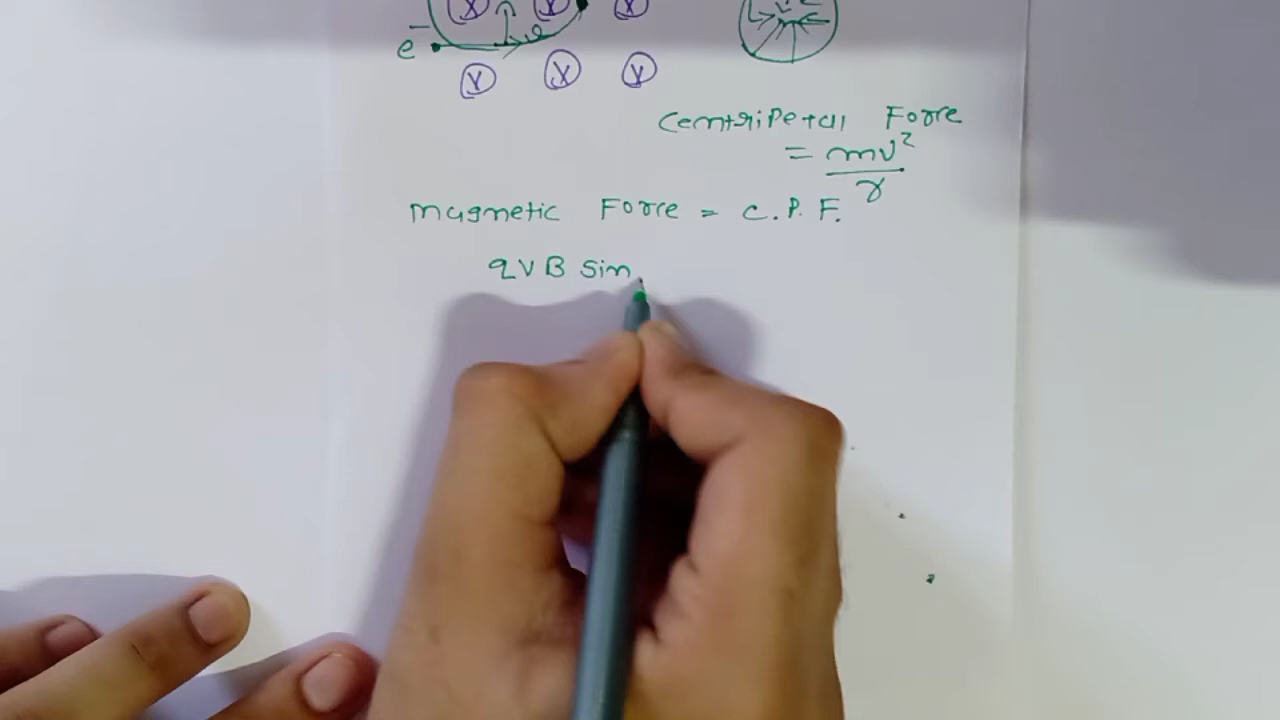 x x x
e⁻ v
x x x
Centripetal Force
= mv²/r
Magnetic Force = C.P.F.
qVB Sin